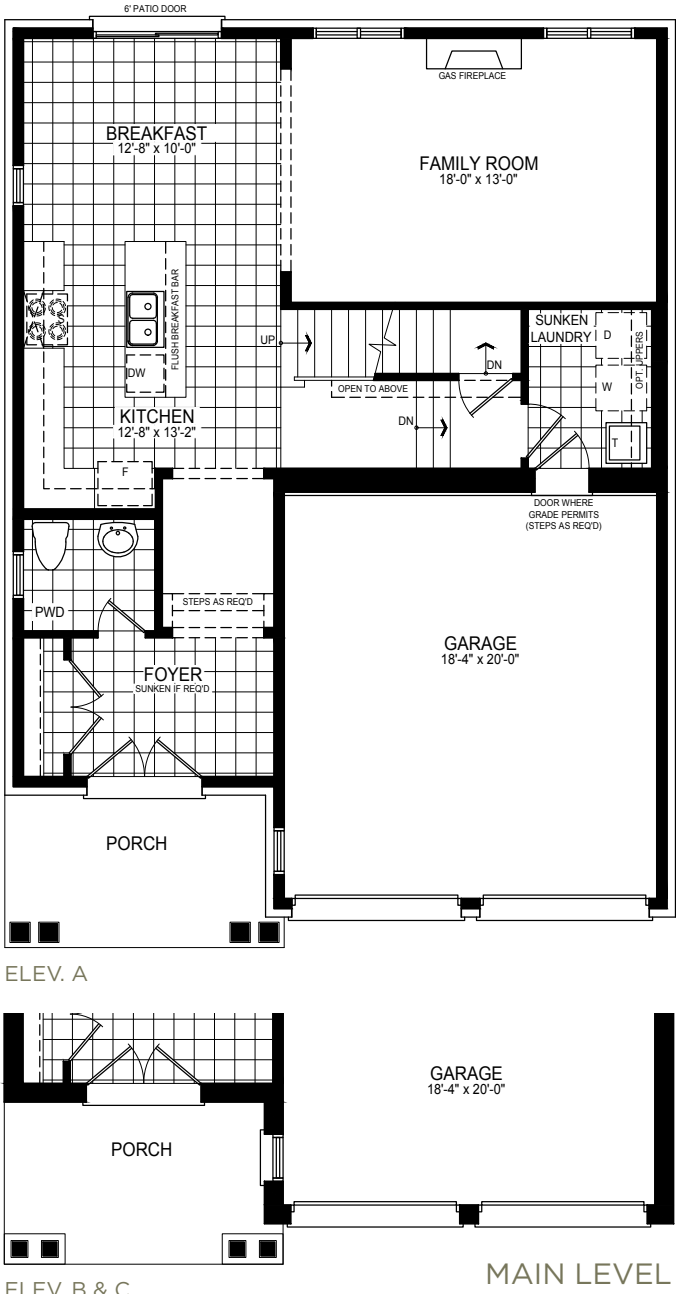 6' PATIO DOOR
GAS FIREPLACE
BREAKFAST
12'-8" x 10'-0"
FAMILY ROOM
18'-0" x 13'-0"
FLUSH BREAKFAST BAR
DW
UP
DN
SUNKEN
LAUNDRY
D
W
OPT. UPPERS
T
OPEN TO ABOVE
DN
KITCHEN
12'-8" x 13'-2"
F
DOOR WHERE
GRADE PERMITS
(STEPS AS REQ'D)
PWD
STEPS AS REQ'D
FOYER
SUNKEN IF REQ'D
GARAGE
18'-4" x 20'-0"
PORCH
ELEV. A
GARAGE
18'-4" x 20'-0"
PORCH
ELEV. B & C
MAIN LEVEL